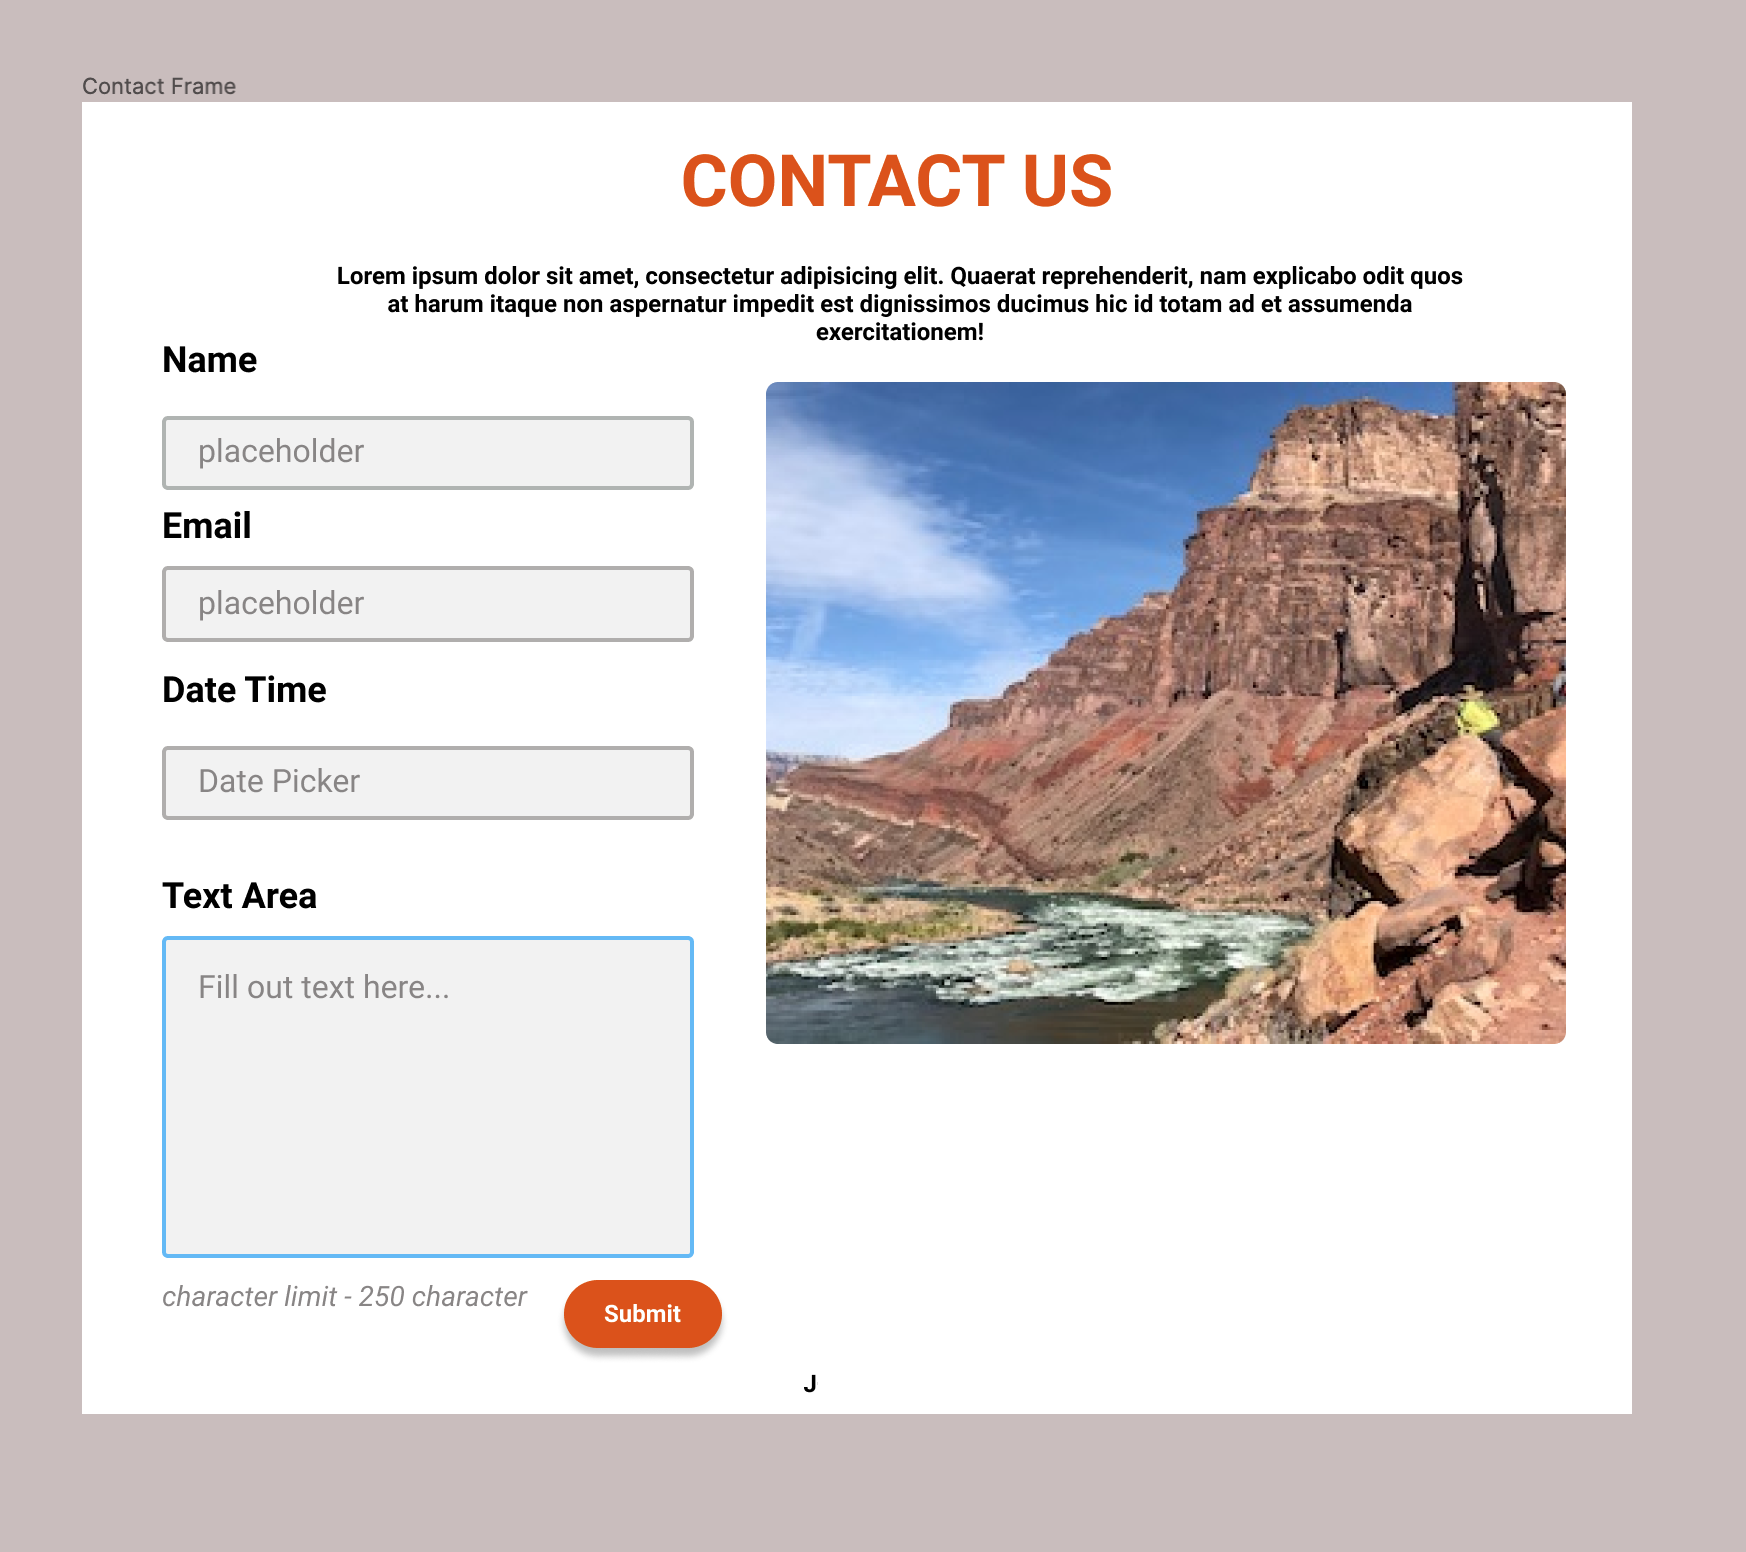 Contact Frame
CONTACT US
Lorem ipsum dolor sit amet, consectetur adipisicing elit. Quaerat reprehenderit, nam explicabo odit quos
at harum itaque non aspernatur impedit est dignissimos ducimus hic id totam ad et assumenda
exercitationem!
Name
placeholder
Email
placeholder
Date Time
Date Picker
Text Area
Fill out text here...
character limit - 250 character
Submit
J